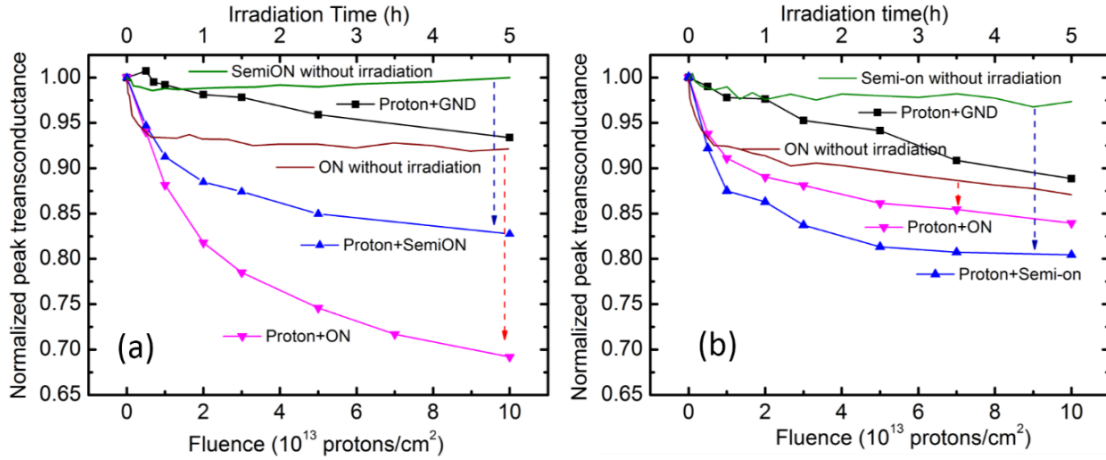 Irradiation Time (h)
0 1 2 3 4 5
1.00
0.95
0.90
0.85
0.80
0.75
0.70
0.65
Normalized peak treansconductance
SemiON without irradiation
Proton+GND
ON without irradiation
Proton+SemiON
Proton+ON
(a)
0 2 4 6 8 10
Fluence (10¹³ protons/cm²)
Irradiation time(h)
0 1 2 3 4 5
1.00
0.95
0.90
0.85
0.80
0.75
0.70
0.65
Normalized peak treansconductance
Semi-on without irradiation
Proton+GND
ON without irradiation
Proton+ON
Proton+Semi-on
(b)
0 2 4 6 8 10
Fluence (10¹³ protons/cm²)